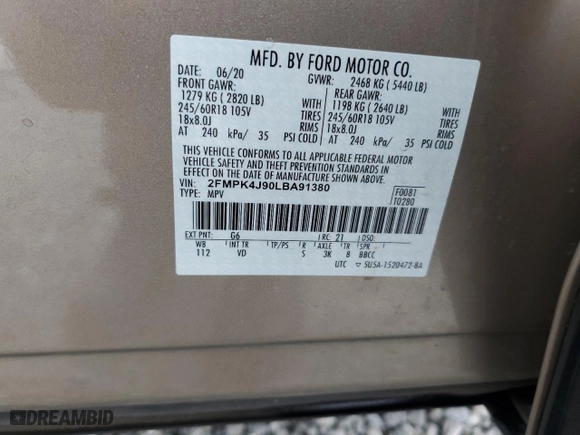 MFD. BY FORD MOTOR CO.
DATE: 06/20 GVWR: 2468 KG ( 5440 LB)
FRONT GAWR: REAR GAWR:
1279 KG ( 2820 LB) WITH 1198 KG ( 2640 LB) WITH
245/60R18 105V TIRES 245/60R18 105V TIRES
18x8.0J RIMS 18x8.0J RIMS
AT 240 kPa/ 35 PSI COLD AT 240 kPa/ 35 PSI COLD
THIS VEHICLE CONFORMS TO ALL APPLICABLE FEDERAL MOTOR
VEHICLE SAFETY AND THEFT PREVENTION STANDARDS IN
EFFECT ON THE DATE OF MANUFACTURE SHOWN ABOVE.
VIN: 2FMPK4J90LBA91380 F0081
TYPE: MPV T0280
EXT PNT: G6 RC: 21 DSO:
WB INT TR TP/PS R AXLE TR SPR
112 VD S 3K 8 BBCC
UTC ▽ 5U5A-1520472-BA
DREAMBID